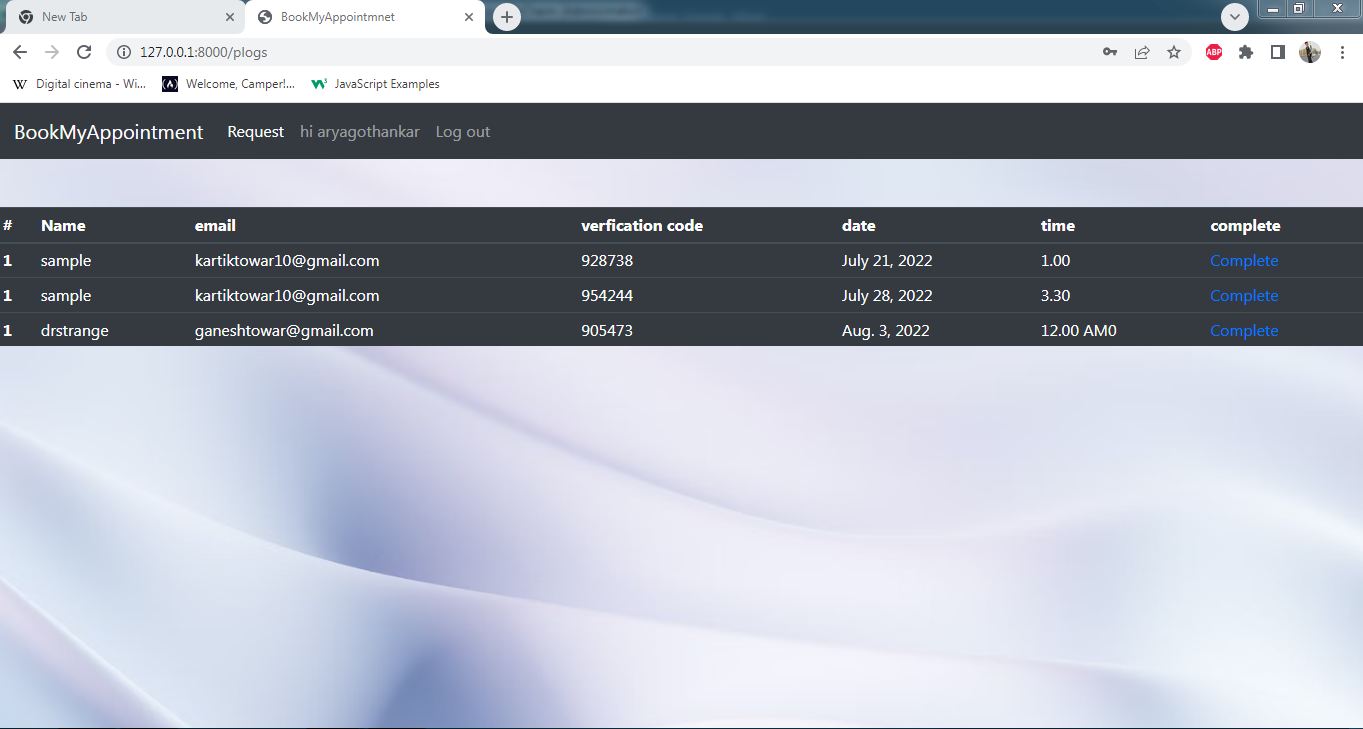 New Tab
BookMyAppointmnet
127.0.0.1:8000/plogs
ABP
W Digital cinema - Wi... (A) Welcome, Camper!... W3 JavaScript Examples
BookMyAppointment Request hi aryagothankar Log out
# Name email verfication code date time complete
1 sample kartiktowar10@gmail.com 928738 July 21, 2022 1.00 Complete
1 sample kartiktowar10@gmail.com 954244 July 28, 2022 3.30 Complete
1 drstrange ganeshtowar@gmail.com 905473 Aug. 3, 2022 12.00 AM0 Complete